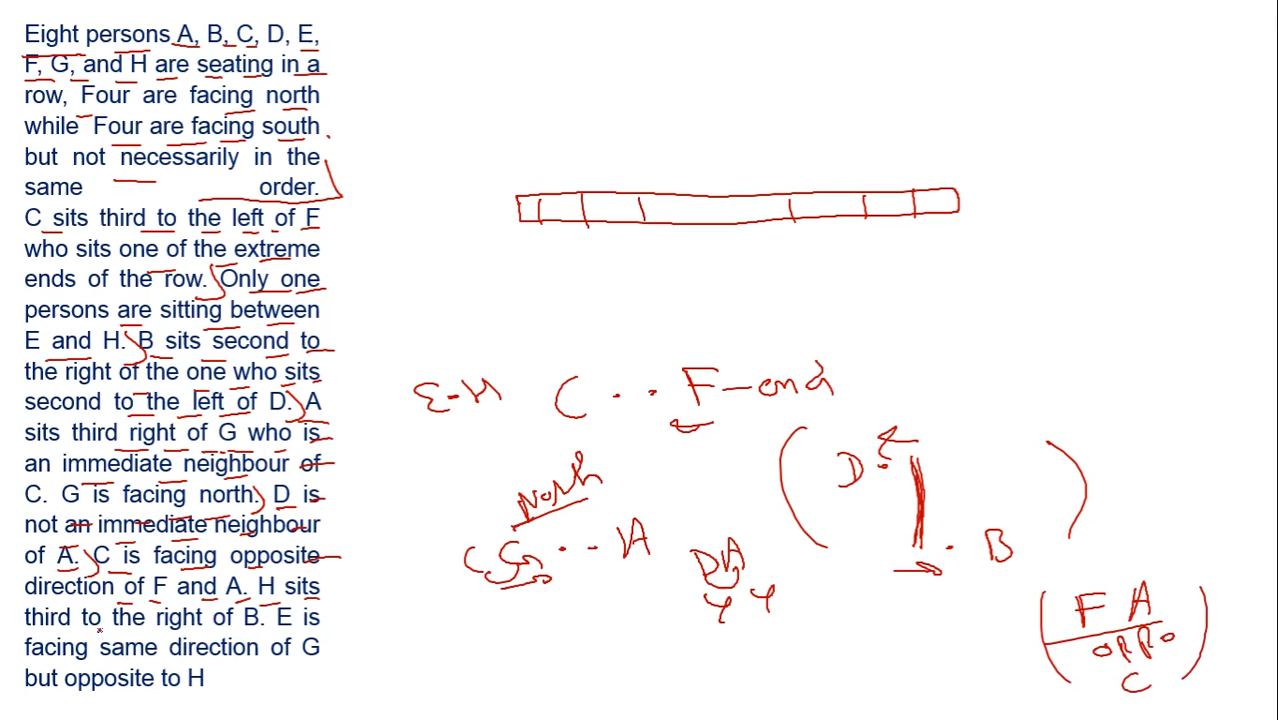 Eight persons A, B, C, D, E,
F, G, and H are seating in a
row, Four are facing north
while Four are facing south
but not necessarily in the
same order.
C sits third to the left of F
who sits one of the extreme
ends of the row. Only one
persons are sitting between
E and H. B sits second to
the right of the one who sits
second to the left of D. A
sits third right of G who is
an immediate neighbour of
C. G is facing north. D is
not an immediate neighbour
of A. C is facing opposite
direction of F and A. H sits
third to the right of B. E is
facing same direction of G
but opposite to H
E-H C . . F-end
D .
North
C G . . A
DA
. B
F A
oppo
C